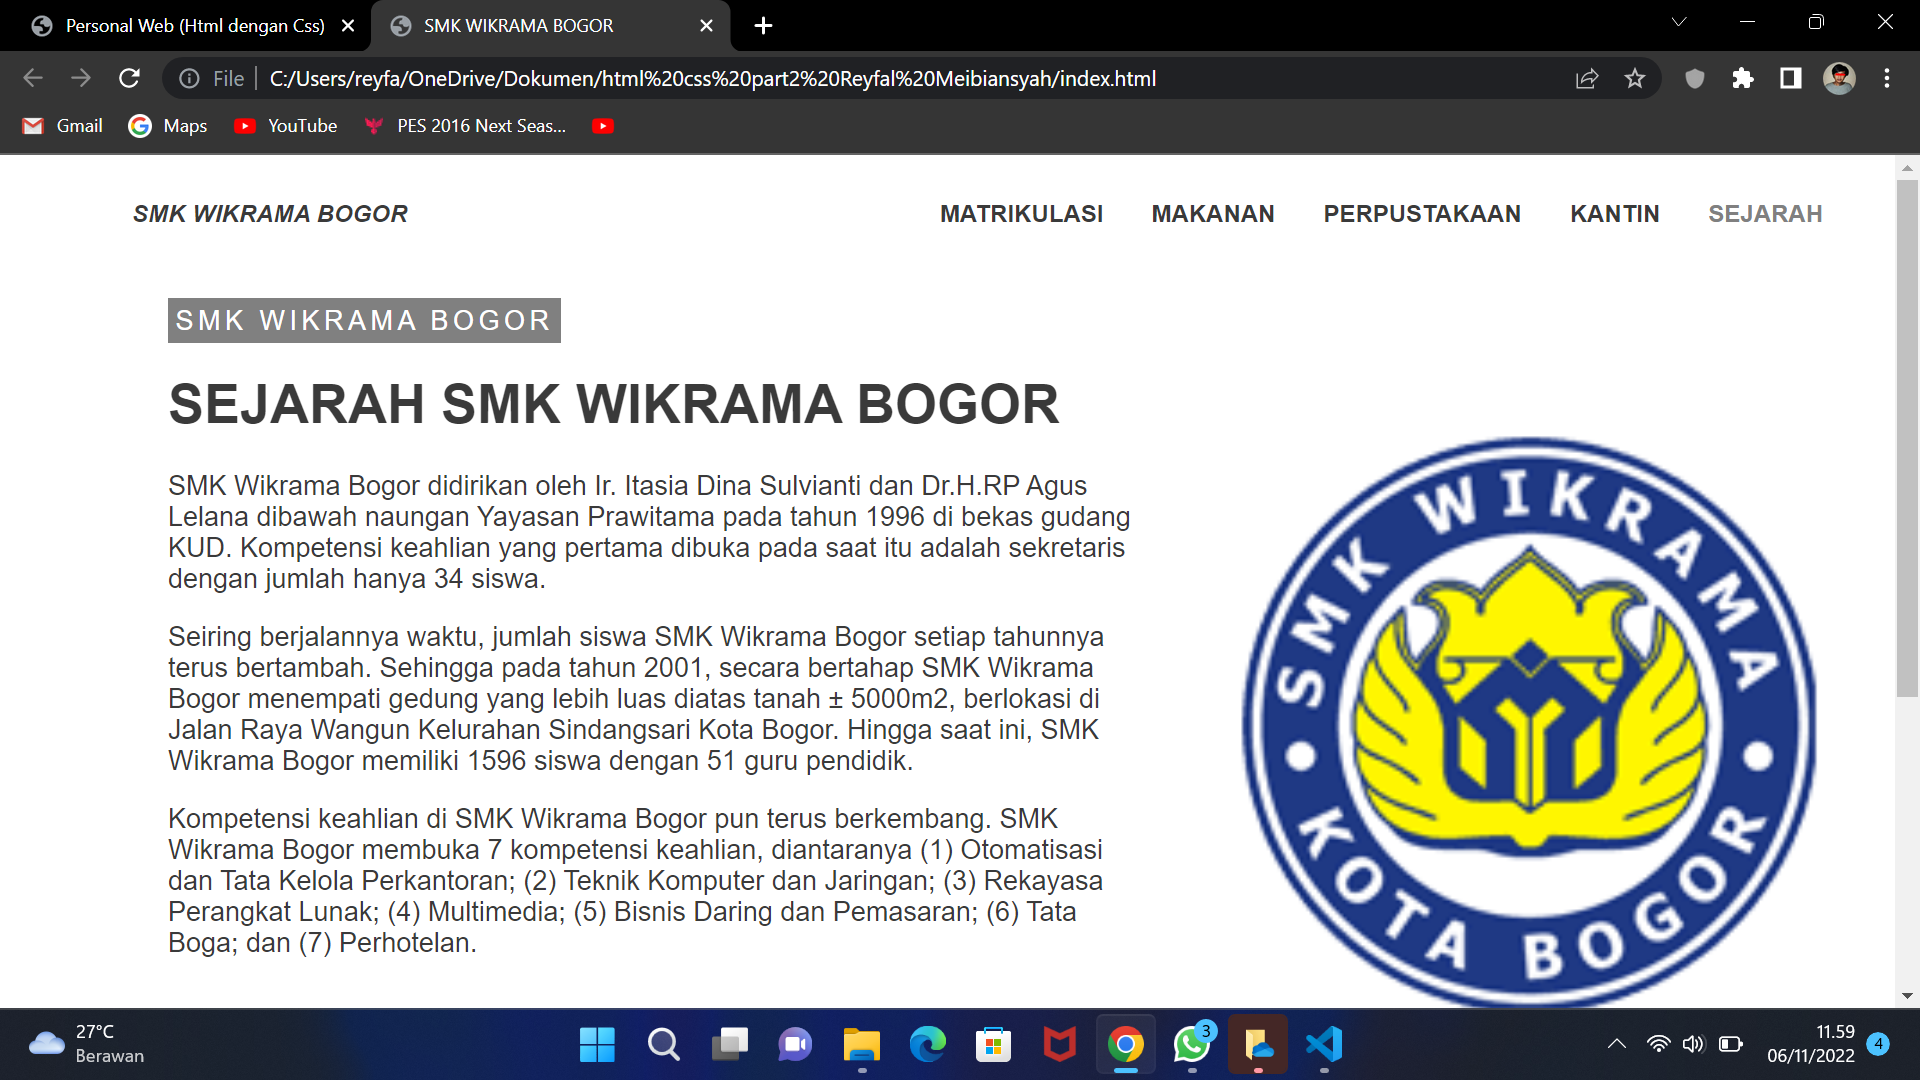 Personal Web (Html dengan Css)
SMK WIKRAMA BOGOR
File
C:/Users/reyfa/OneDrive/Dokumen/html%20css%20part2%20Reyfal%20Meibiansyah/index.html
Gmail
Maps
YouTube
PES 2016 Next Seas...
SMK WIKRAMA BOGOR
MATRIKULASI
MAKANAN
PERPUSTAKAAN
KANTIN
SEJARAH
SMK WIKRAMA BOGOR
SEJARAH SMK WIKRAMA BOGOR
SMK Wikrama Bogor didirikan oleh Ir. Itasia Dina Sulvianti dan Dr.H.RP Agus
Lelana dibawah naungan Yayasan Prawitama pada tahun 1996 di bekas gudang
KUD. Kompetensi keahlian yang pertama dibuka pada saat itu adalah sekretaris
dengan jumlah hanya 34 siswa.
Seiring berjalannya waktu, jumlah siswa SMK Wikrama Bogor setiap tahunnya
terus bertambah. Sehingga pada tahun 2001, secara bertahap SMK Wikrama
Bogor menempati gedung yang lebih luas diatas tanah ± 5000m2, berlokasi di
Jalan Raya Wangun Kelurahan Sindangsari Kota Bogor. Hingga saat ini, SMK
Wikrama Bogor memiliki 1596 siswa dengan 51 guru pendidik.
Kompetensi keahlian di SMK Wikrama Bogor pun terus berkembang. SMK
Wikrama Bogor membuka 7 kompetensi keahlian, diantaranya (1) Otomatisasi
dan Tata Kelola Perkantoran; (2) Teknik Komputer dan Jaringan; (3) Rekayasa
Perangkat Lunak; (4) Multimedia; (5) Bisnis Daring dan Pemasaran; (6) Tata
Boga; dan (7) Perhotelan.
SMK WIKRAMA
KOTA BOGOR
27°C
Berawan
3
11.59
06/11/2022
4